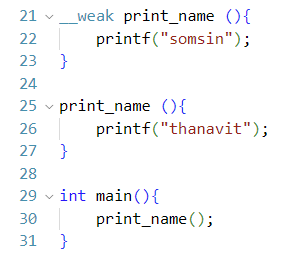 21 __weak print_name (){
22     printf("somsin");
23 }
24
25 print_name (){
26     printf("thanavit");
27 }
28
29 int main(){
30     print_name();
31 }